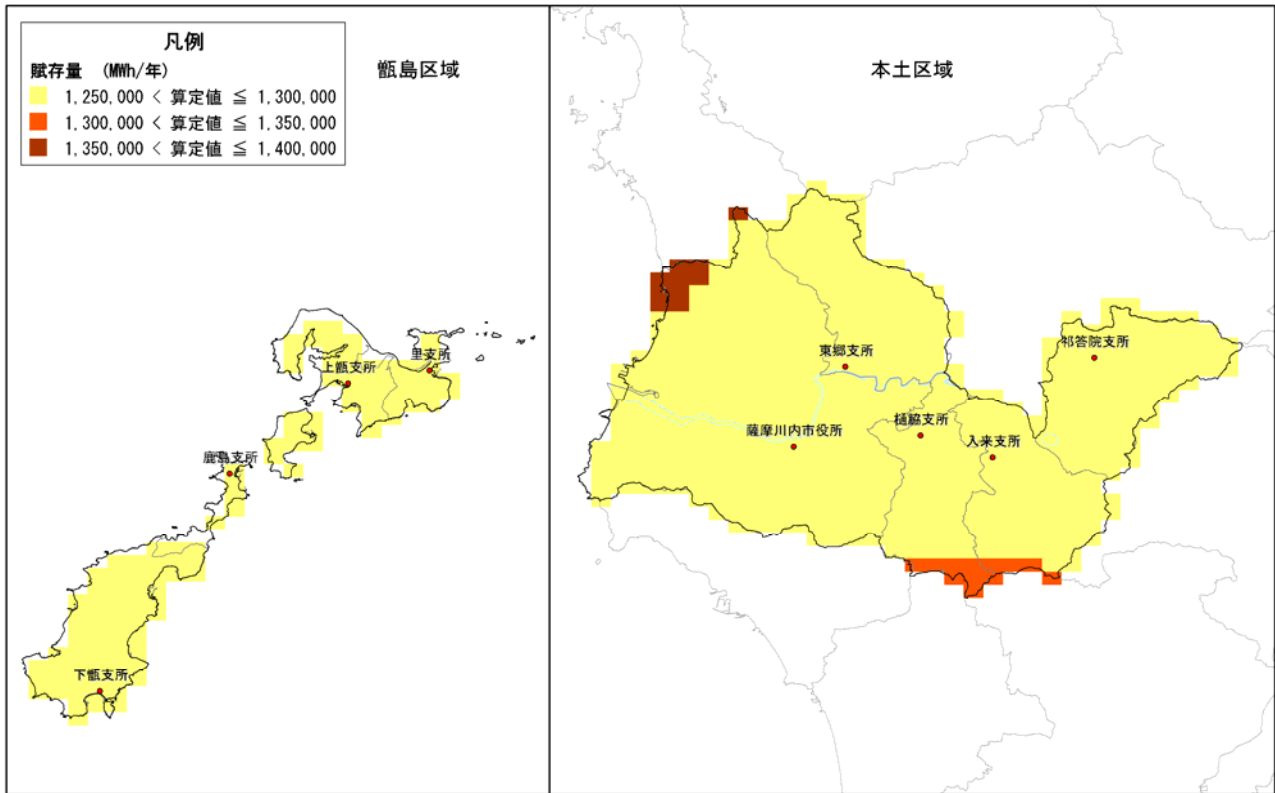 凡例
賦存量 (MWh/年)
1,250,000 < 算定値 ≦ 1,300,000
1,300,000 < 算定値 ≦ 1,350,000
1,350,000 < 算定値 ≦ 1,400,000
甑島区域
本土区域
里支所
上甑支所
鹿島支所
下甑支所
祁答院支所
東郷支所
樋脇支所
薩摩川内市役所
入来支所